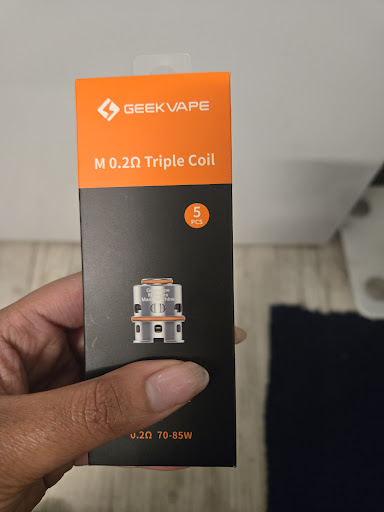 GEEKVAPE
M 0.2Ω Triple Coil
5
PCS
0.2Ω 70-85W